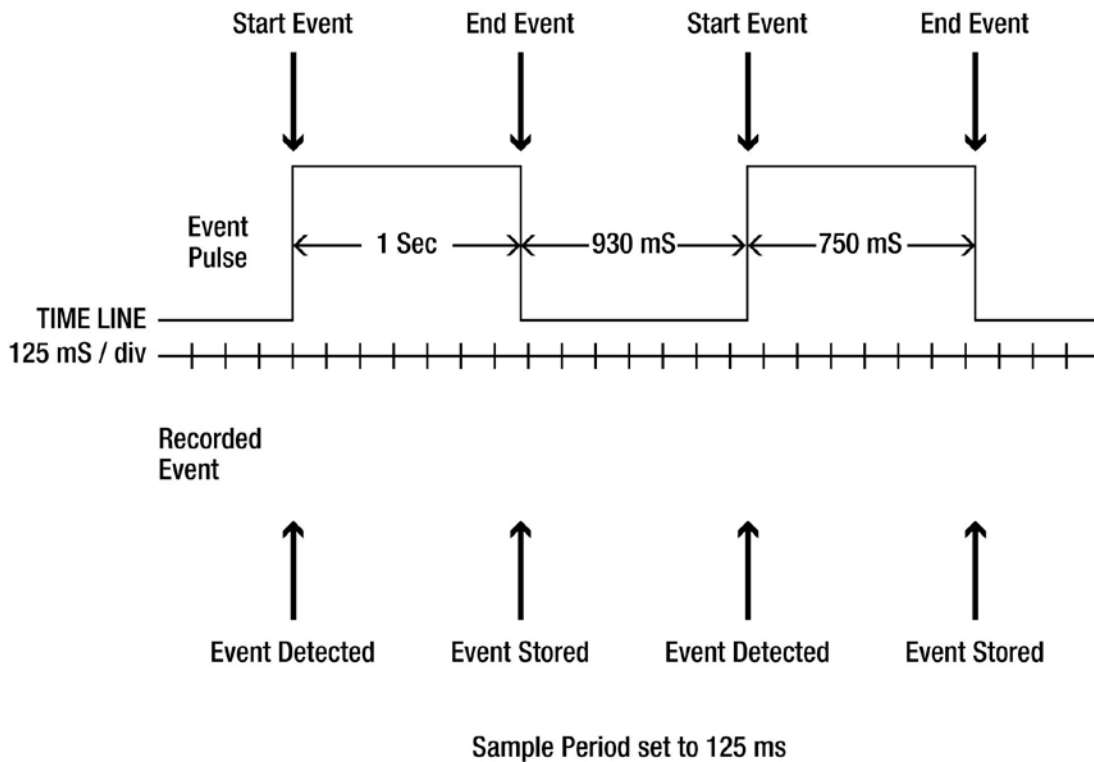 Start Event End Event Start Event End Event
Event
Pulse
1 Sec 930 mS 750 mS
TIME LINE
125 mS / div
Recorded
Event
Event Detected Event Stored Event Detected Event Stored
Sample Period set to 125 ms